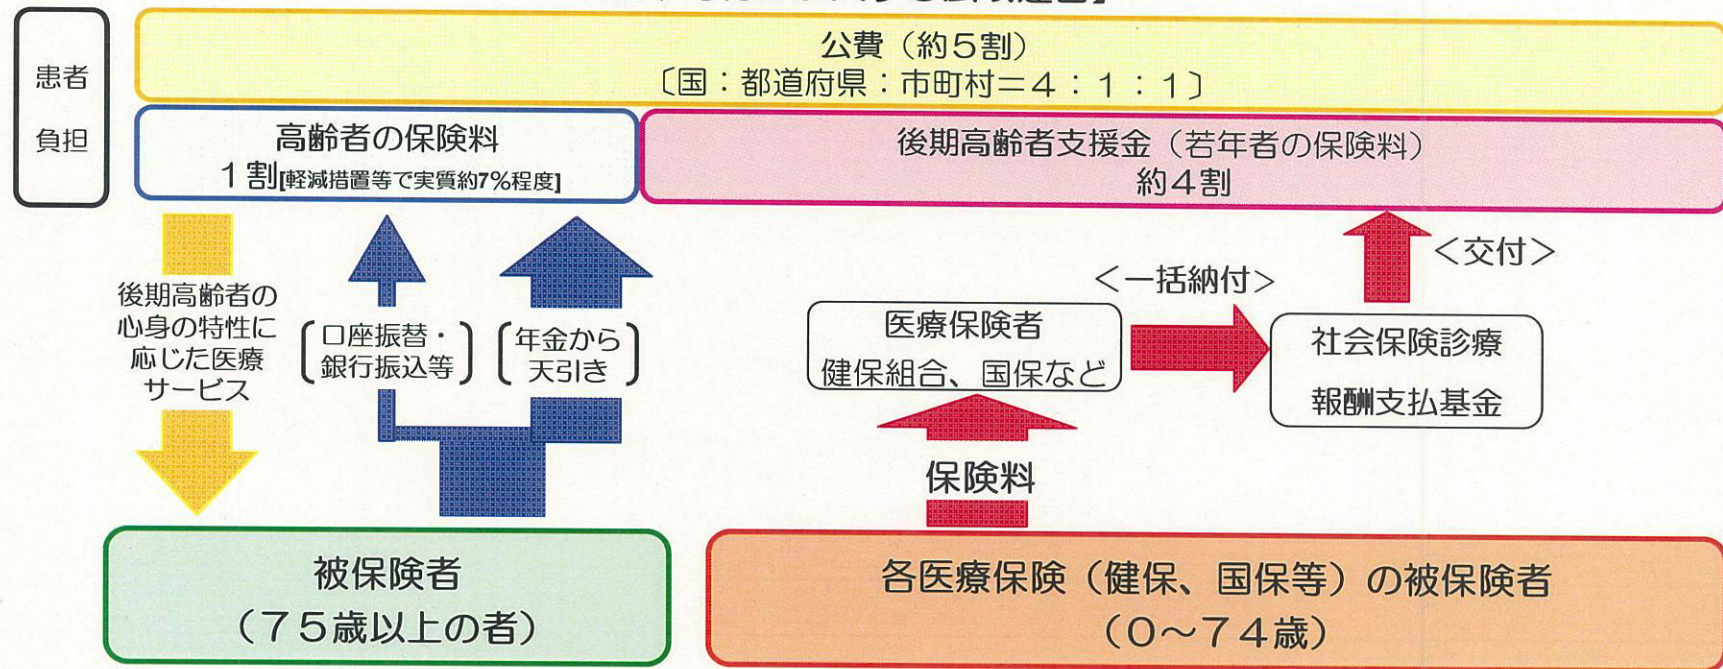 患者
負担
公費（約５割）
〔国：都道府県：市町村＝４：１：１〕
高齢者の保険料
１割[軽減措置等で実質約7%程度]
後期高齢者支援金（若年者の保険料）
約４割
後期高齢者の
心身の特性に
応じた医療
サービス
口座振替・
銀行振込等
年金から
天引き
＜交付＞
＜一括納付＞
医療保険者
健保組合、国保など
社会保険診療
報酬支払基金
保険料
被保険者
（７５歳以上の者）
各医療保険（健保、国保等）の被保険者
（０～７４歳）